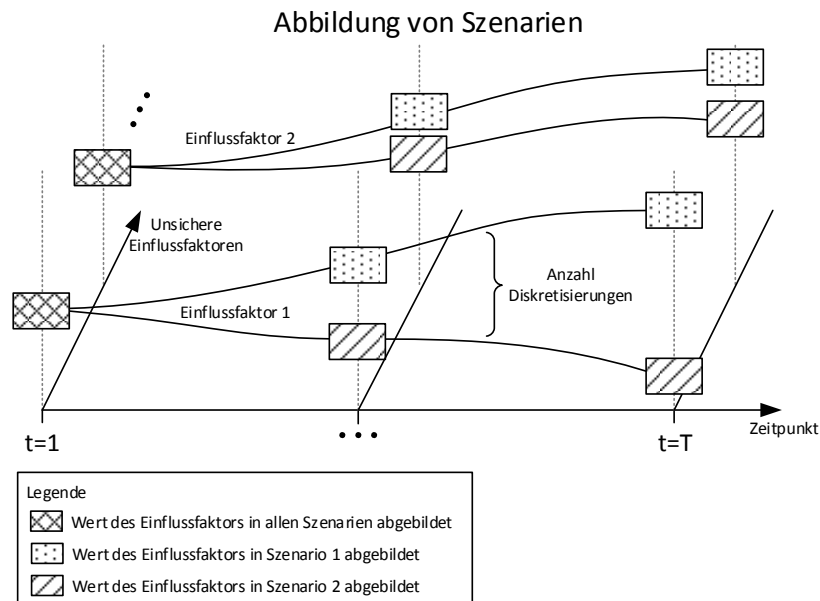 Abbildung von Szenarien
Einflussfaktor 2
Unsichere
Einflussfaktoren
Einflussfaktor 1
Anzahl
Diskretisierungen
t=1
t=T
Zeitpunkt
Legende
Wert des Einflussfaktors in allen Szenarien abgebildet
Wert des Einflussfaktors in Szenario 1 abgebildet
Wert des Einflussfaktors in Szenario 2 abgebildet